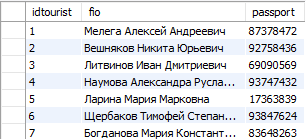 idtourist fio passport
1 Мелега Алексей Андреевич 87378472
2 Вешняков Никита Юрьевич 92758436
3 Литвинов Иван Дмитриевич 69090569
4 Наумова Александра Русла... 93747432
5 Ларина Мария Марковна 17363839
6 Щербаков Тимофей Степан... 93847624
7 Богданова Мария Констант... 83648263